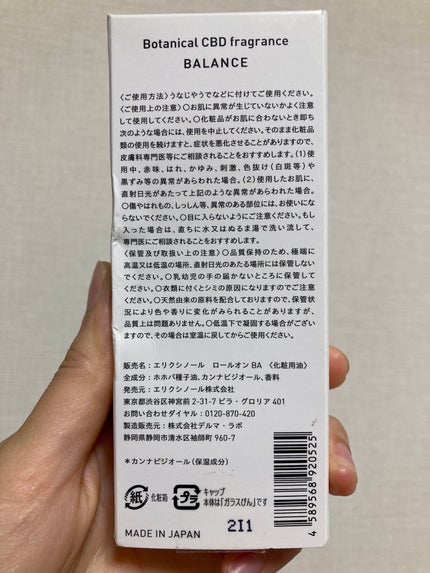 Botanical CBD fragrance
BALANCE
〈ご使用方法〉うなじやうでなどに付けてご使用ください。
〈ご使用上の注意〉○お肌に異常が生じていないかよく注意
して使用してください。○化粧品がお肌に合わないとき即ち
次のような場合には、使用を中止してください。そのまま化粧品
類の使用を続けますと、症状を悪化させることがありますので、
皮膚科専門医等にご相談されることをおすすめします。(1)使用
中、赤味、はれ、かゆみ、刺激、色抜け(白斑等)や
黒ずみ等の異常があらわれた場合。(2)使用したお肌に、
直射日光があたって上記のような異常があらわれた場合。
○傷やはれもの、しっしん等、異常のある部位には、お使いに
ならないでください。○目に入らないようにご注意ください。もし
入った場合は、直ちに水又はぬるま湯で洗い流して、
専門医にご相談されることをおすすめします。
〈保管及び取扱い上の注意〉○品質保持のため、極端に
高温又は低温の場所、直射日光のあたる場所には保管しない
でください。○乳幼児の手の届かないところに保管して
ください。○衣類に付くとシミの原因になりますのでご注意
ください。○天然由来の原料を配合しておりますので、保管状
況により色や香りに変化がみられることがありますが、
品質上は問題ありません。○低温下で凝固する場合がござい
ますので、その場合は室温に戻してからご使用ください。
販売名：エリクシノール ロールオン BA 〈化粧用油〉
全成分：ホホバ種子油、カンナビジオール、香料
発売元：エリクシノール株式会社
東京都渋谷区神宮前 2-31-7 ビラ・グロリア 401
お問い合わせダイヤル：0120-870-420
製造販売元：株式会社デルマ・ラボ
静岡県静岡市清水区袖師町 960-7
＊カンナビジオール（保湿成分）
紙 化粧箱
プラ キャップ
本体は「ガラスびん」です
MADE IN JAPAN
211
4 589568 920525